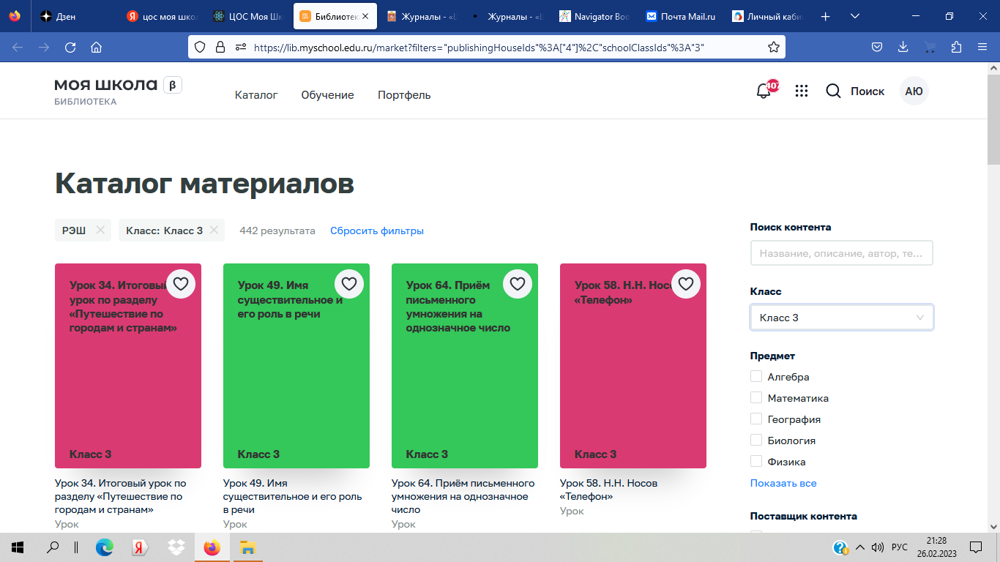 Дзен
цос моя шко
ЦОС Моя Шк
Библиотек
Журналы - «Ц
Журналы - «Ц
Navigator Boo
Почта Mail.ru
Личный каби
https://lib.myschool.edu.ru/market?filters="publishingHouseIds"%3A["4"]%2C"schoolClassIds"%3A"3"
МОЯ ШКОЛА β
БИБЛИОТЕКА
Каталог Обучение Портфель
407
Поиск
АЮ
Каталог материалов
РЭШ
Класс: Класс 3
442 результата
Сбросить фильтры
Урок 34. Итоговый
урок по разделу
«Путешествие по
городам и странам»
Класс 3
Урок 34. Итоговый урок по
разделу «Путешествие по
городам и странам»
Урок
Урок 49. Имя
существительное и
его роль в речи
Класс 3
Урок 49. Имя
существительное и его роль
в речи
Урок
Урок 64. Приём
письменного
умножения на
однозначное число
Класс 3
Урок 64. Приём письменного
умножения на однозначное
число
Урок
Урок 58. Н.Н. Носов
«Телефон»
Класс 3
Урок 58. Н.Н. Носов
«Телефон»
Урок
Поиск контента
Название, описание, автор, те...
Класс
Класс 3
Предмет
Алгебра
Математика
География
Биология
Физика
Показать все
Поставщик контента
РУС
21:28
26.02.2023